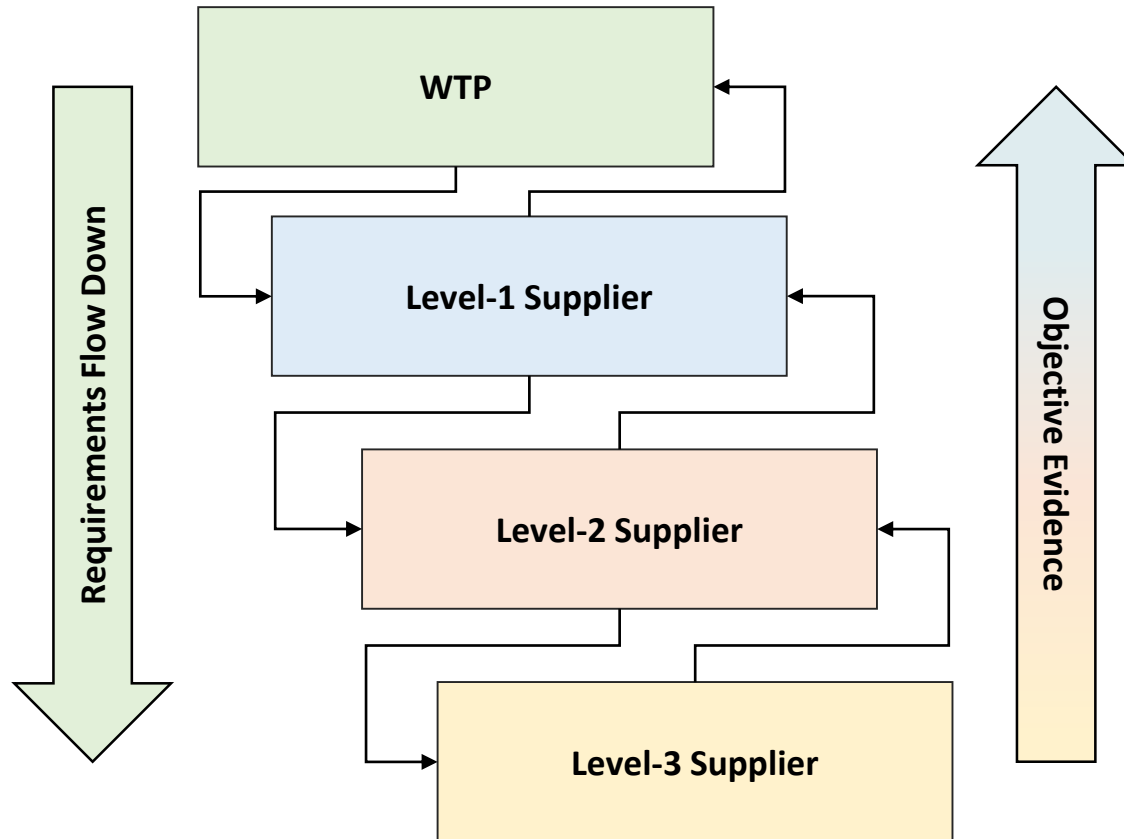 WTP
Requirements Flow Down
Level-1 Supplier
Objective Evidence
Level-2 Supplier
Level-3 Supplier